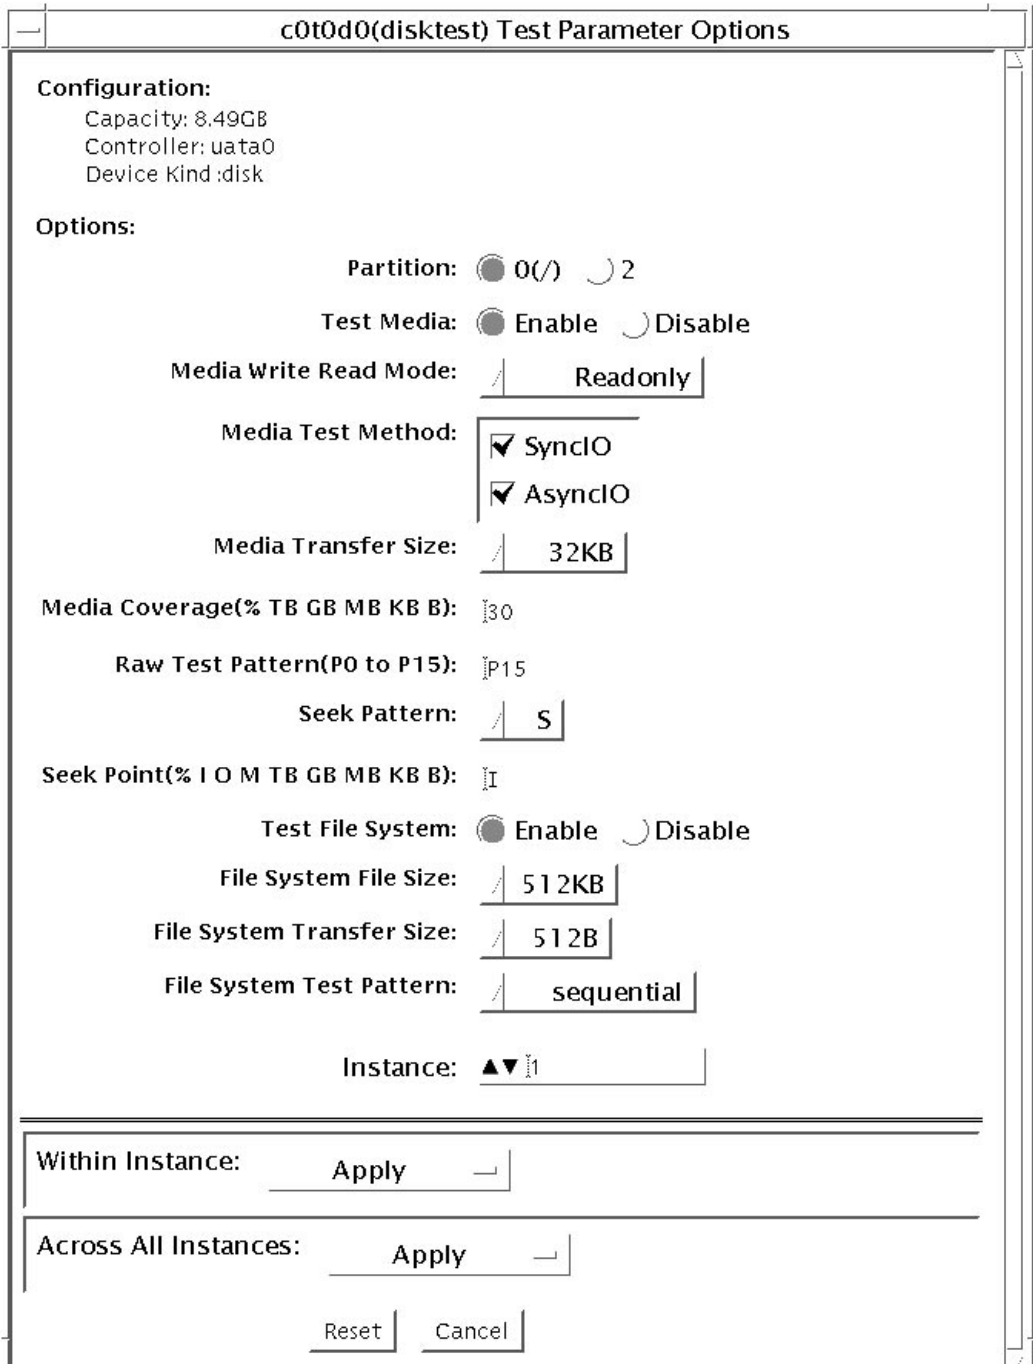 c0t0d0(disktest) Test Parameter Options
Configuration:
Capacity: 8.49GB
Controller: uata0
Device Kind :disk
Options:
Partition: 0(/) 2
Test Media: Enable Disable
Media Write Read Mode: Readonly
Media Test Method: SyncIO
AsyncIO
Media Transfer Size: 32KB
Media Coverage(% TB GB MB KB B): 30
Raw Test Pattern(P0 to P15): P15
Seek Pattern: S
Seek Point(% I O M TB GB MB KB B): I
Test File System: Enable Disable
File System File Size: 512KB
File System Transfer Size: 512B
File System Test Pattern: sequential
Instance: 1
Within Instance: Apply
Across All Instances: Apply
Reset Cancel